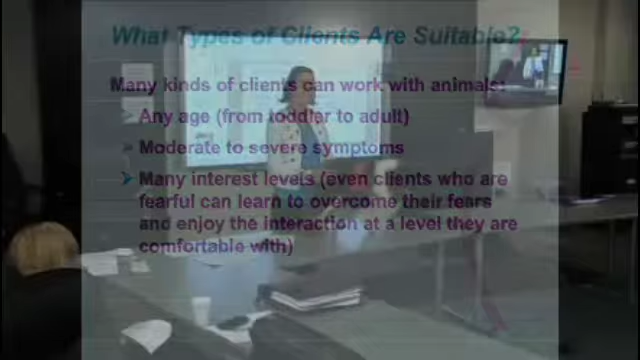 What Types of Clients Are Suitable?
Many kinds of clients can work with animals:
Any age (from toddler to adult)
Moderate to severe symptoms
Many interest levels (even clients who are
fearful can learn to overcome their fears
and enjoy the interaction at a level they are
comfortable with)